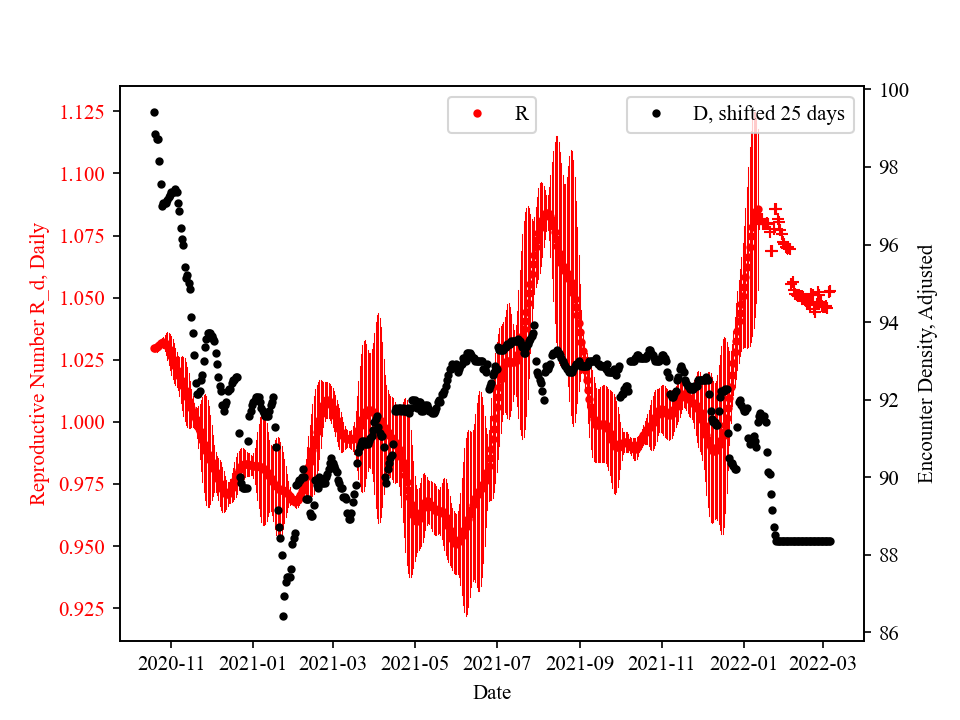 R
D, shifted 25 days
Reproductive Number R_d, Daily
1.125
1.100
1.075
1.050
1.025
1.000
0.975
0.950
0.925
100
98
96
94
92
90
88
86
Encounter Density, Adjusted
2020-11 2021-01 2021-03 2021-05 2021-07 2021-09 2021-11 2022-01 2022-03
Date